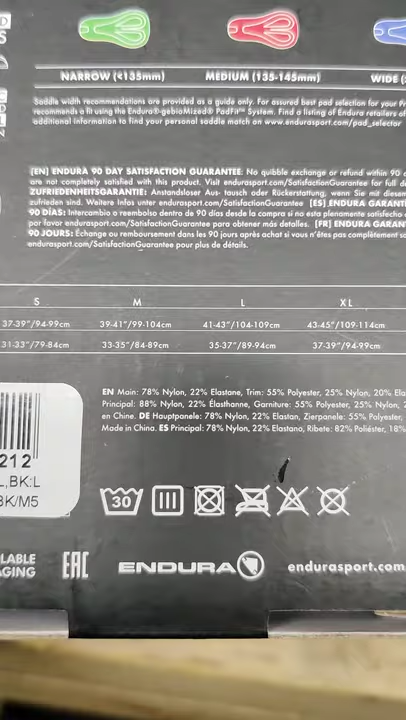 NARROW (<135mm) MEDIUM (135-145mm) WIDE (
Saddle width recommendations are provided as a guide only. For assured best pad selection for your Pr
recommends a fit using the Endura®-gebioMized® PadFit™ System. Find a listing of Endura retailers of
additional information to find your personal saddle match on www.endurasport.com/pad_selector
[EN] ENDURA 90 DAY SATISFACTION GUARANTEE: No quibble exchange or refund within 90 d
are not completely satisfied with this product. Visit endurasport.com/SatisfactionGuarantee for full de
ZUFRIEDENHEITSGARANTIE: Anstandsloser Aus- tausch oder Rückerstattung, wenn Sie mit diesem
zufrieden sind. Weitere Infos unter endurasport.com/SatisfactionGuarantee [ES] ENDURA GARANTI
90 DÍAS: Intercambio o reembolso dentro de 90 días desde la compra si no esta penamente satisfecho
por favor endurasport.com/SatisfactionGuarantee para obtener más detalles. [FR] ENDURA GARANT
90 JOURS: Échange ou remboursement dans les 90 jours après achat si vous n'êtes pas complètement sa
endurasport.com/SatisfactionGuarantee pour plus de détails.
S M L XL
37-39"/94-99cm 39-41"/99-104cm 41-43"/104-109cm 43-45"/109-114cm
31-33"/79-84cm 33-35"/84-89cm 35-37"/89-94cm 37-39"/94-99cm
EN Main: 78% Nylon, 22% Elastane, Trim: 55% Polyester, 25% Nylon, 20% Ela
Principal: 88% Nylon, 22% Élasthanne, Garniture: 55% Polyester, 25% Nylon, 2
en Chine. DE Hauptpaneele: 78% Nylon, 22% Elastan, Zierpaneele: 55% Polyester,
Made in China. ES Principal: 78% Nylon, 22% Elastano, Ribete: 82% Poliéster, 18%
212
L,BK:L
BK/M5
30
LABLE
AGING
EAC
ENDURA
endurasport.com